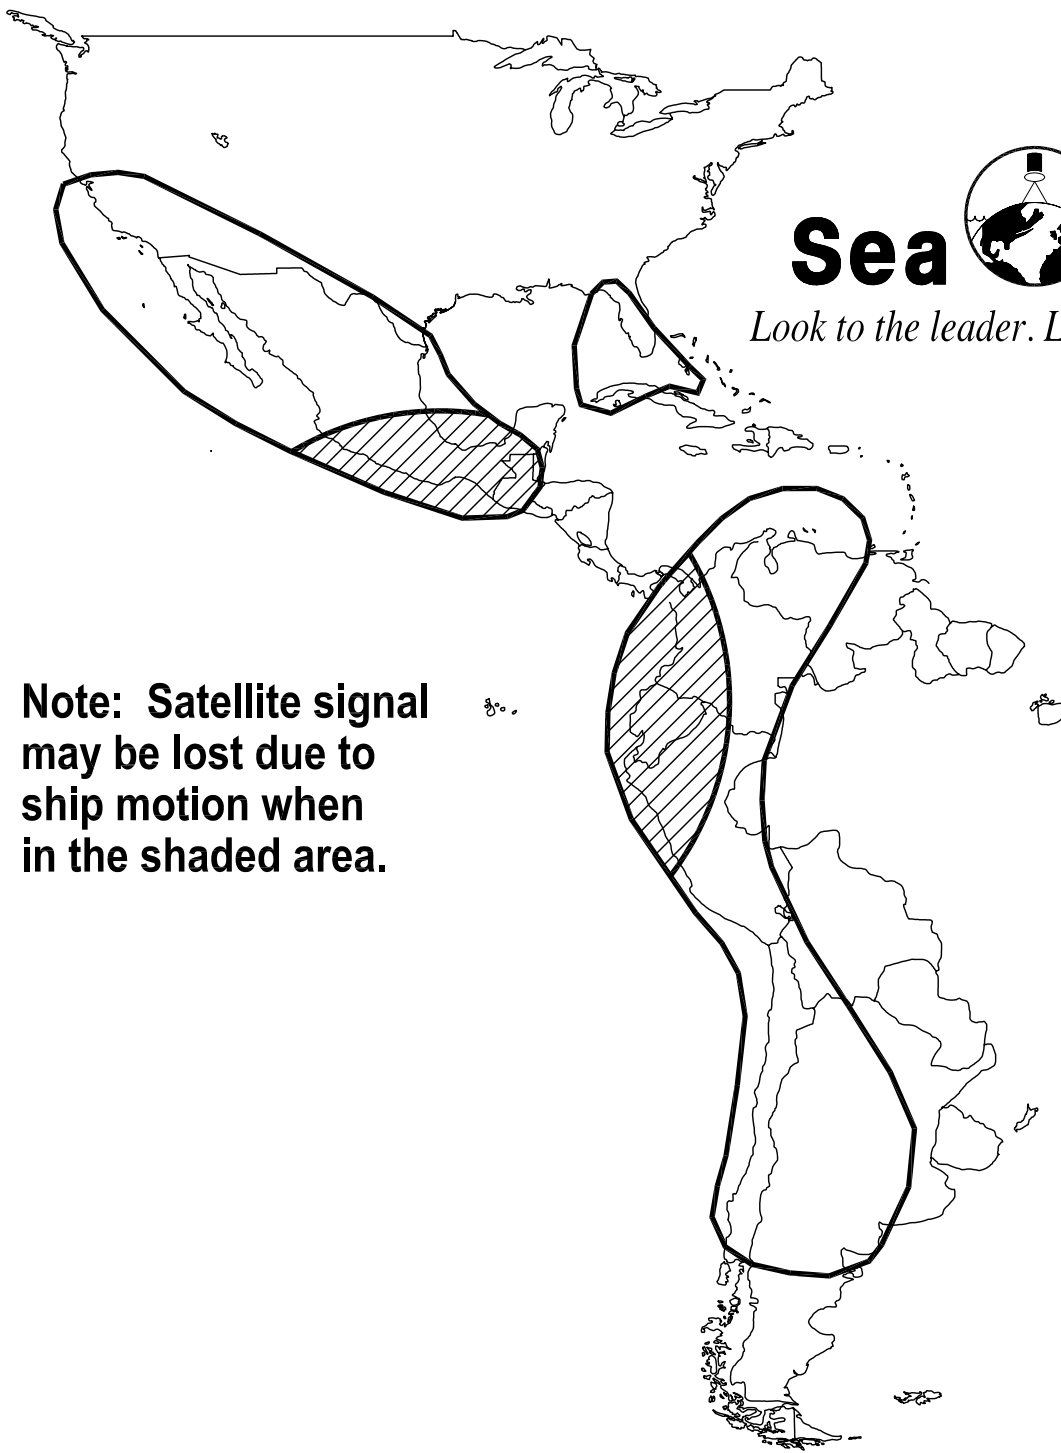 Sea
Look to the leader. L
Note: Satellite signal
may be lost due to
ship motion when
in the shaded area.